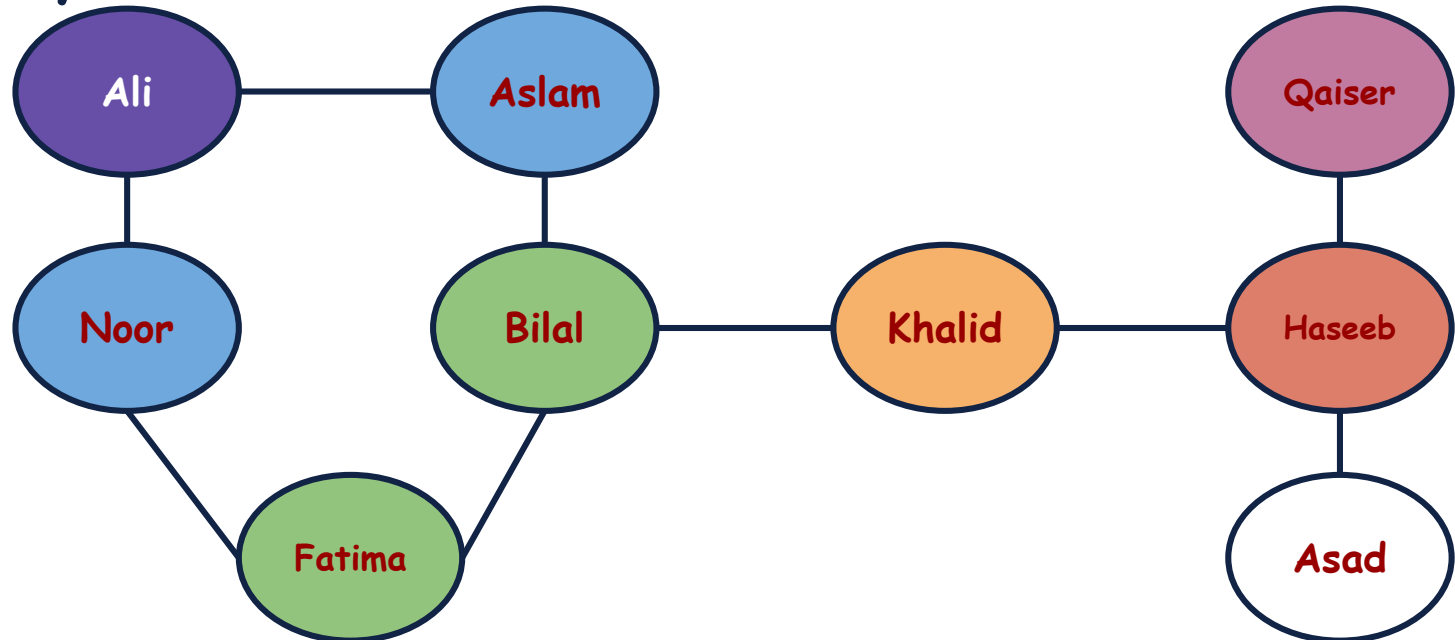 Ali
Aslam
Qaiser
Noor
Bilal
Khalid
Haseeb
Fatima
Asad